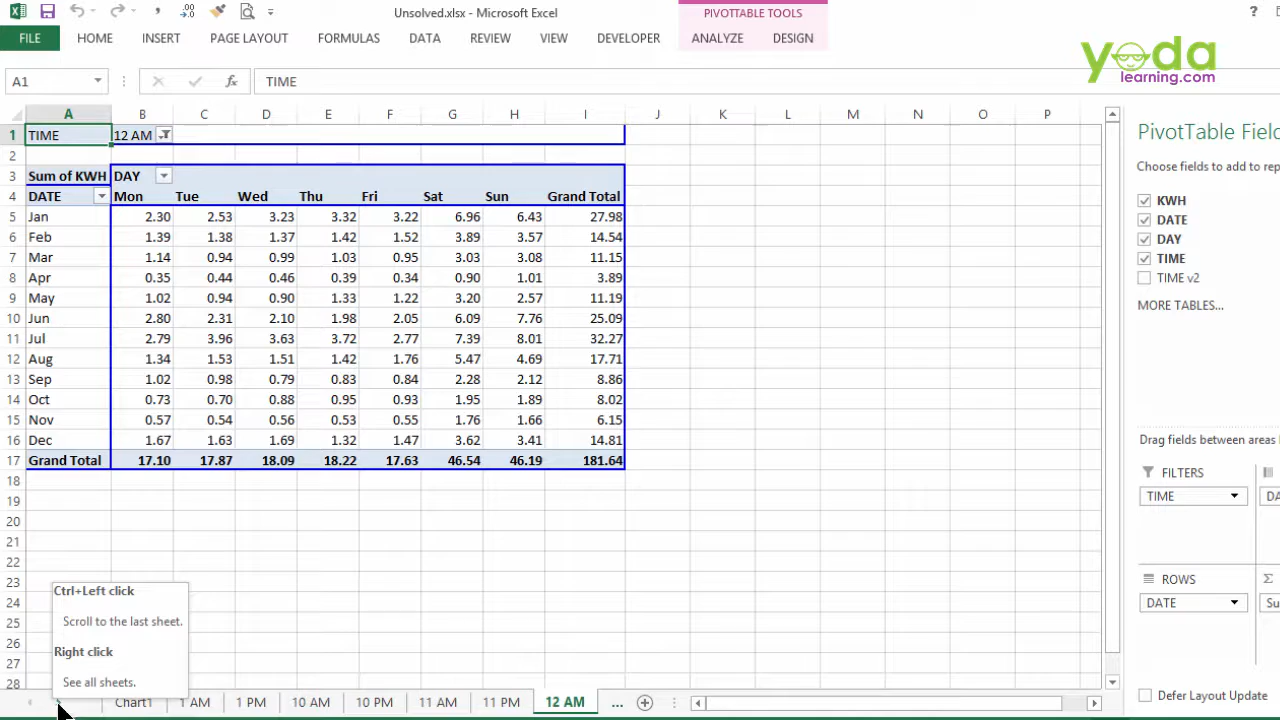 Unsolved.xlsx - Microsoft Excel
PIVOTTABLE TOOLS
?
FILE HOME INSERT PAGE LAYOUT FORMULAS DATA REVIEW VIEW DEVELOPER ANALYZE DESIGN
yoda
learning.com
A1 fx TIME
A B C D E F G H I J K L M N O P
1 TIME 12 AM
2
3 Sum of KWH DAY
4 DATE Mon Tue Wed Thu Fri Sat Sun Grand Total
5 Jan 2.30 2.53 3.23 3.32 3.22 6.96 6.43 27.98
6 Feb 1.39 1.38 1.37 1.42 1.52 3.89 3.57 14.54
7 Mar 1.14 0.94 0.99 1.03 0.95 3.03 3.08 11.15
8 Apr 0.35 0.44 0.46 0.39 0.34 0.90 1.01 3.89
9 May 1.02 0.94 0.90 1.33 1.22 3.20 2.57 11.19
10 Jun 2.80 2.31 2.10 1.98 2.05 6.09 7.76 25.09
11 Jul 2.79 3.96 3.63 3.72 2.77 7.39 8.01 32.27
12 Aug 1.34 1.53 1.51 1.42 1.76 5.47 4.69 17.71
13 Sep 1.02 0.98 0.79 0.83 0.84 2.28 2.12 8.86
14 Oct 0.73 0.70 0.88 0.95 0.93 1.95 1.89 8.02
15 Nov 0.57 0.54 0.56 0.53 0.55 1.76 1.66 6.15
16 Dec 1.67 1.63 1.69 1.32 1.47 3.62 3.41 14.81
17 Grand Total 17.10 17.87 18.09 18.22 17.63 46.54 46.19 181.64
18
19
20
21
22
23
24
25
26
27
28
Ctrl+Left click
Scroll to the last sheet.
Right click
See all sheets.
Chart1 1 AM 1 PM 10 AM 10 PM 11 AM 11 PM 12 AM ...
PivotTable Field
Choose fields to add to rep
KWH
DATE
DAY
TIME
TIME v2
MORE TABLES...
Drag fields between areas
FILTERS
TIME DA
ROWS Σ
DATE Su
Defer Layout Update